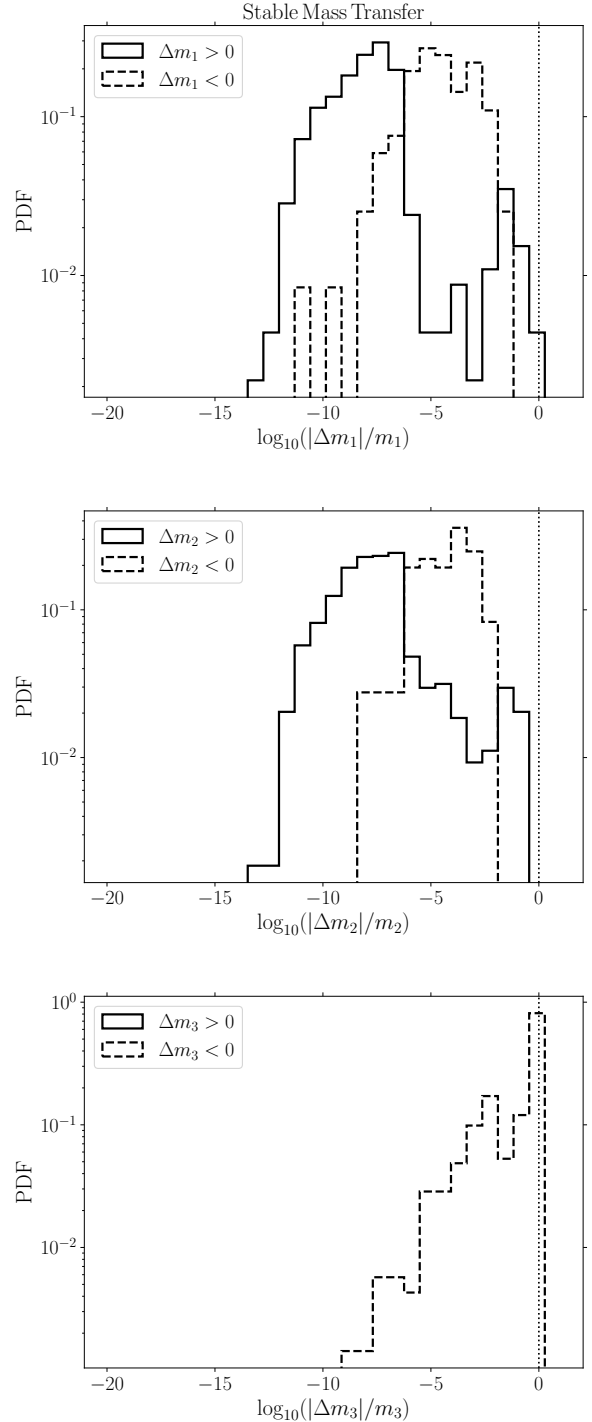 Stable Mass Transfer
Δm₁ > 0
Δm₁ < 0
PDF
10⁻¹
10⁻²
−20 −15 −10 −5 0
log₁₀(|Δm₁|/m₁)
Δm₂ > 0
Δm₂ < 0
PDF
10⁻¹
10⁻²
−20 −15 −10 −5 0
log₁₀(|Δm₂|/m₂)
10⁰
Δm₃ > 0
Δm₃ < 0
PDF
10⁻¹
10⁻²
−20 −15 −10 −5 0
log₁₀(|Δm₃|/m₃)